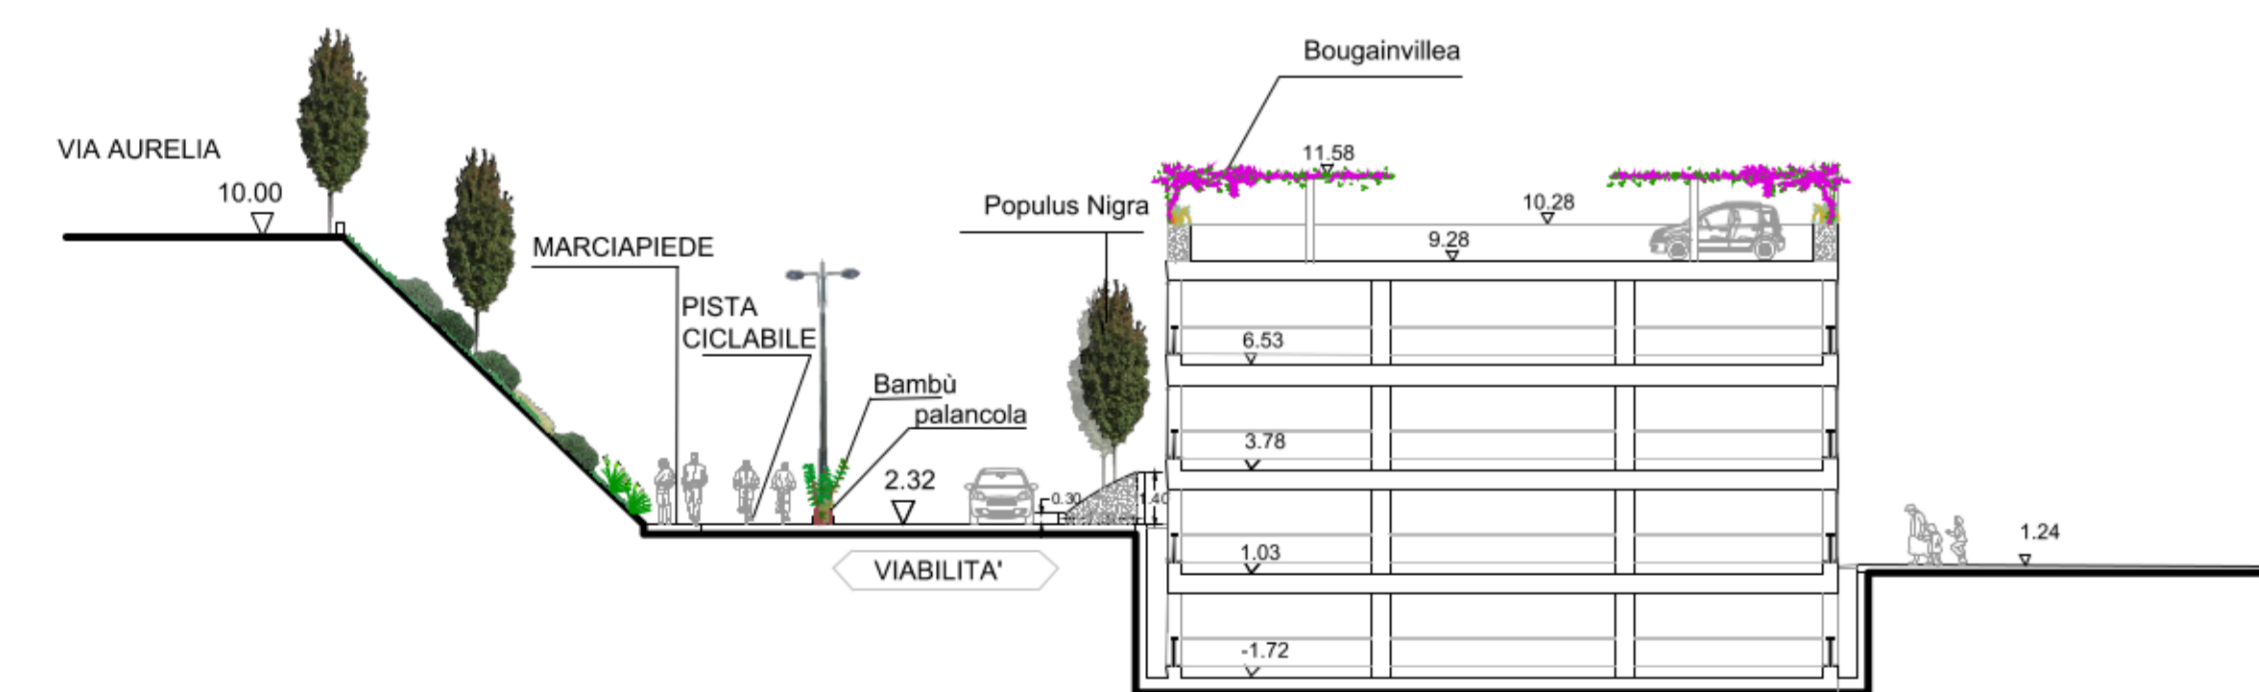 Bougainvillea
VIA AURELIA
11.58
10.00
Populus Nigra
10.28
MARCIAPIEDE
9.28
PISTA
CICLABILE
6.53
Bambù
palancola
3.78
2.32
0.30
1.40
1.03
1.24
VIABILITA'
-1.72